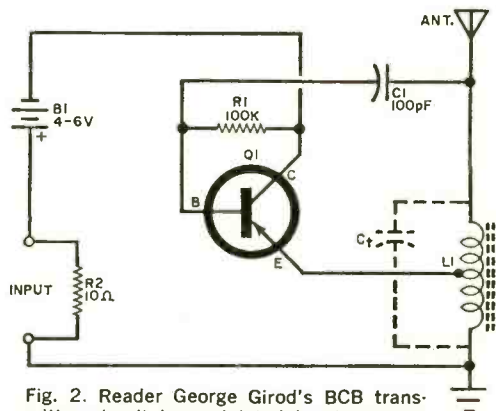 ANT.
C1
100pF
R1
100K
B1
4-6V
+
Q1
C
B
E
Ct
L1
INPUT
R2
10Ω
Fig. 2. Reader George Girod's BCB trans-